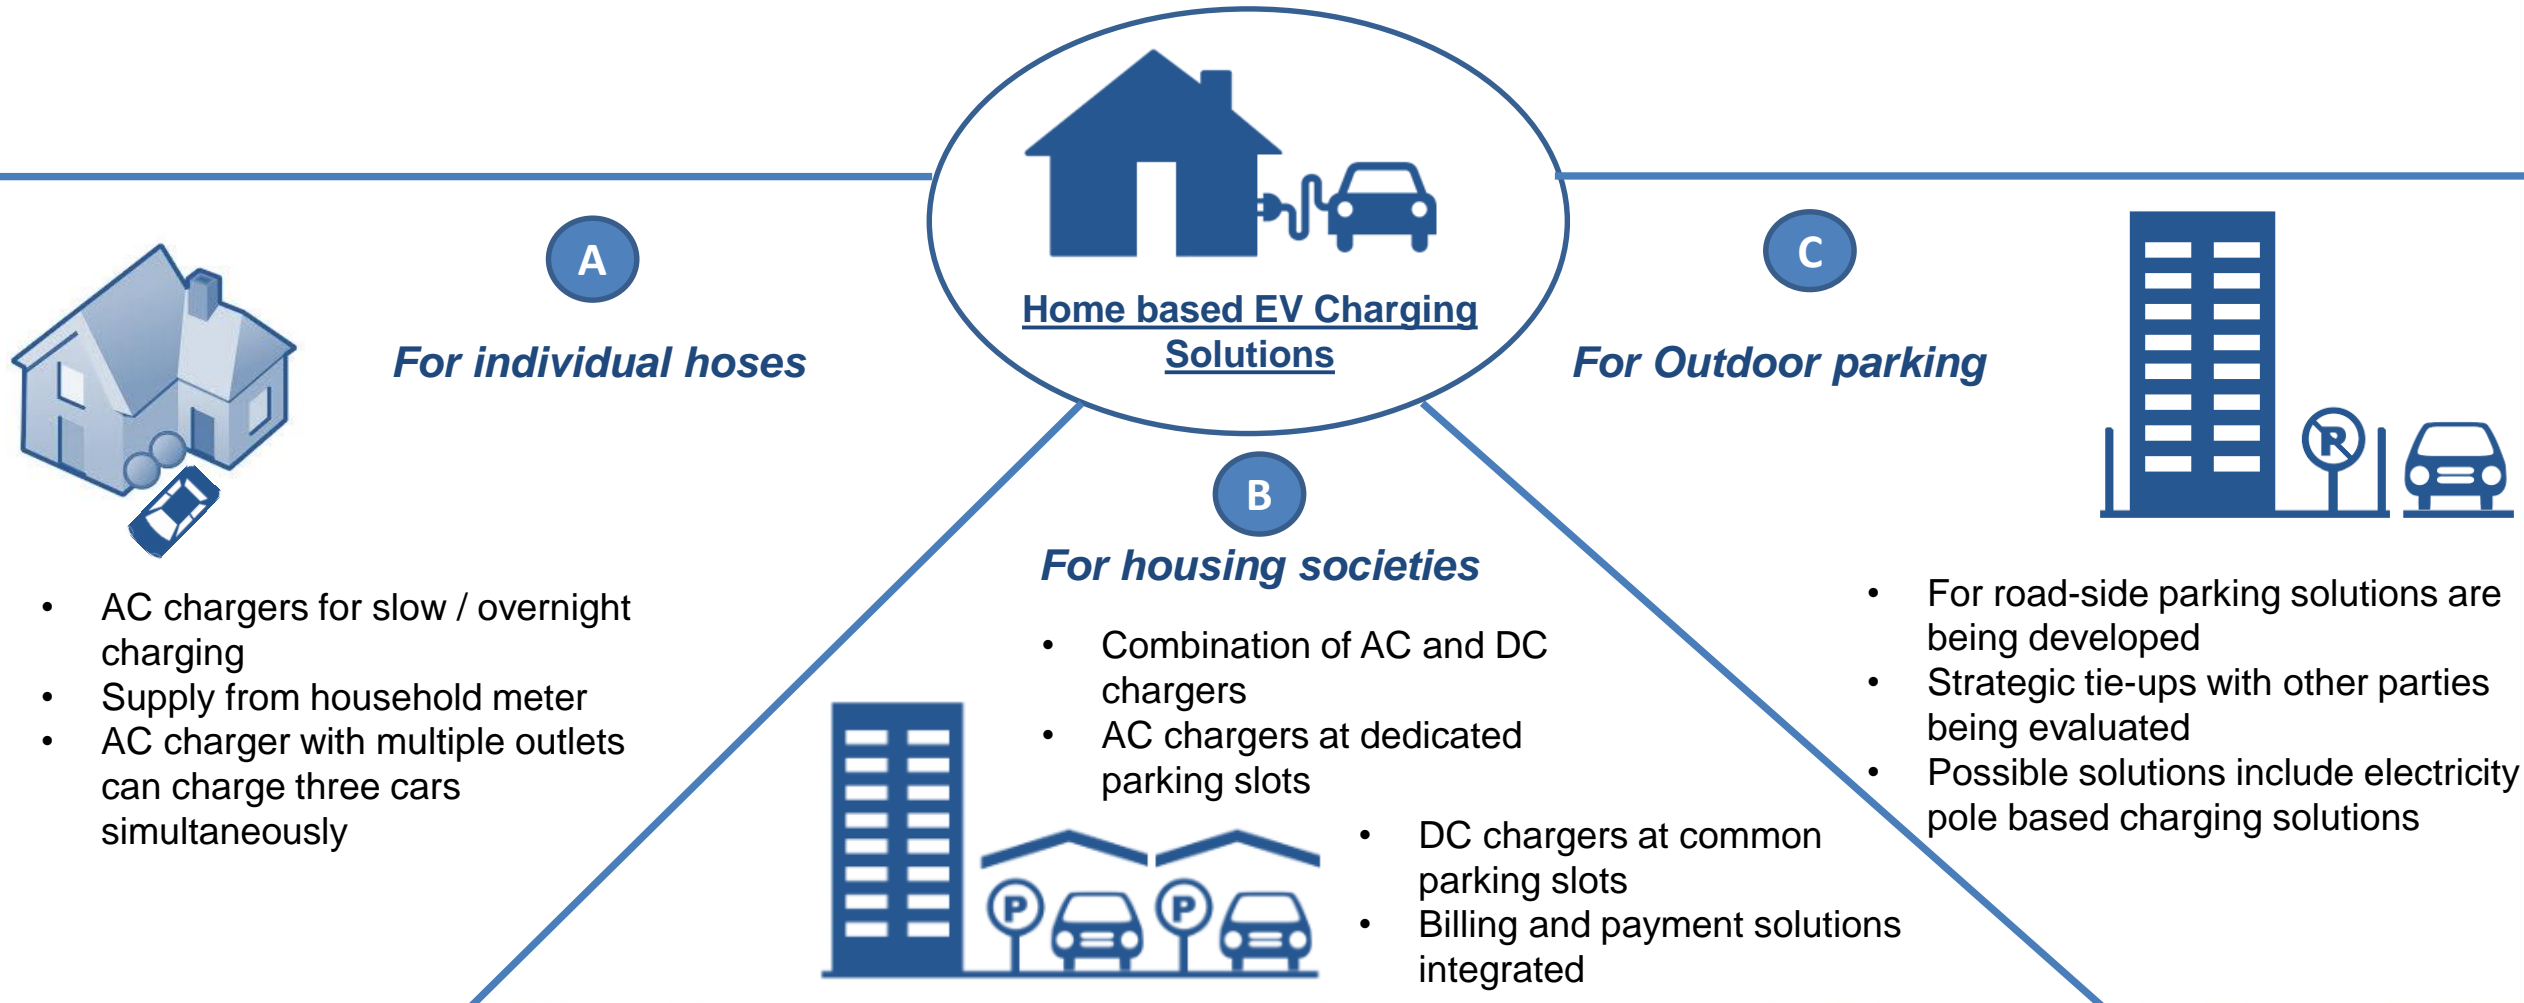 Home based EV Charging
Solutions
A
For individual hoses
• AC chargers for slow / overnight
charging
• Supply from household meter
• AC charger with multiple outlets
can charge three cars
simultaneously
B
For housing societies
• Combination of AC and DC
chargers
• AC chargers at dedicated
parking slots
• DC chargers at common
parking slots
• Billing and payment solutions
integrated
P
P
C
For Outdoor parking
P
• For road-side parking solutions are
being developed
• Strategic tie-ups with other parties
being evaluated
• Possible solutions include electricity
pole based charging solutions